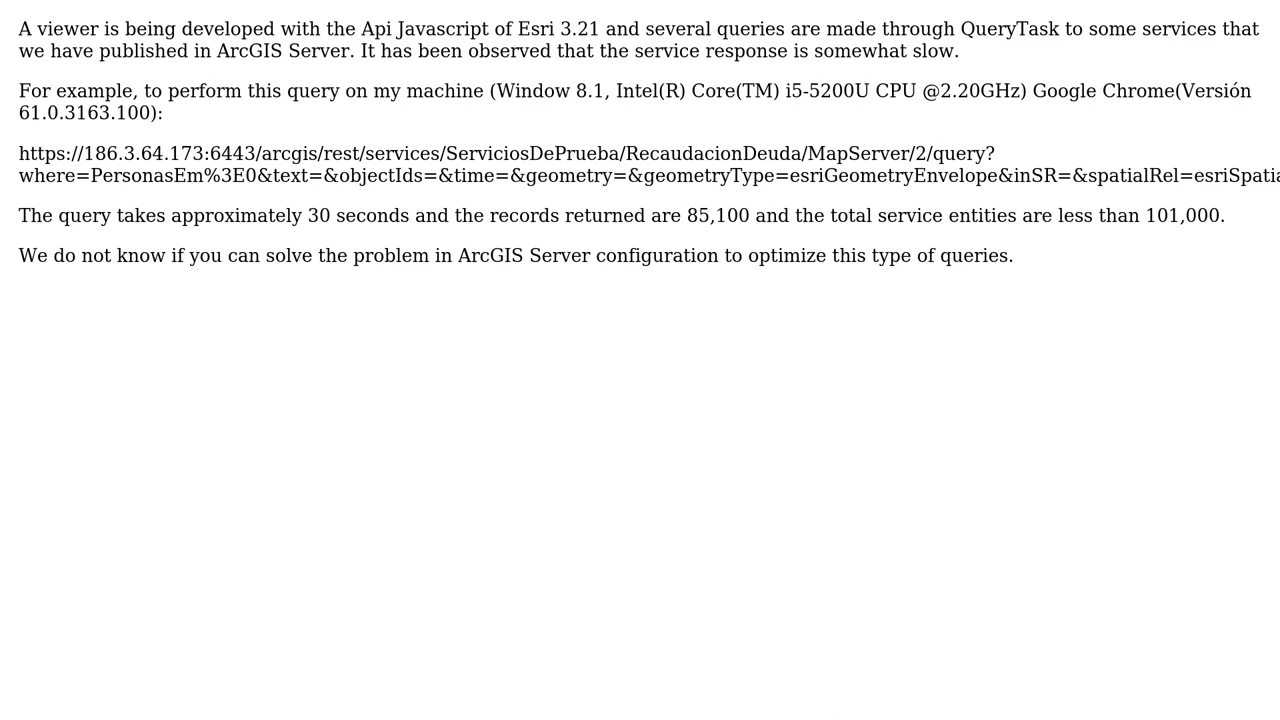 A viewer is being developed with the Api Javascript of Esri 3.21 and several queries are made through QueryTask to some services that
we have published in ArcGIS Server. It has been observed that the service response is somewhat slow.
For example, to perform this query on my machine (Window 8.1, Intel(R) Core(TM) i5-5200U CPU @2.20GHz) Google Chrome(Versión
61.0.3163.100):
https://186.3.64.173:6443/arcgis/rest/services/ServiciosDePrueba/RecaudacionDeuda/MapServer/2/query?
where=PersonasEm%3E0&text=&objectIds=&time=&geometry=&geometryType=esriGeometryEnvelope&inSR=&spatialRel=esriSpatia
The query takes approximately 30 seconds and the records returned are 85,100 and the total service entities are less than 101,000.
We do not know if you can solve the problem in ArcGIS Server configuration to optimize this type of queries.